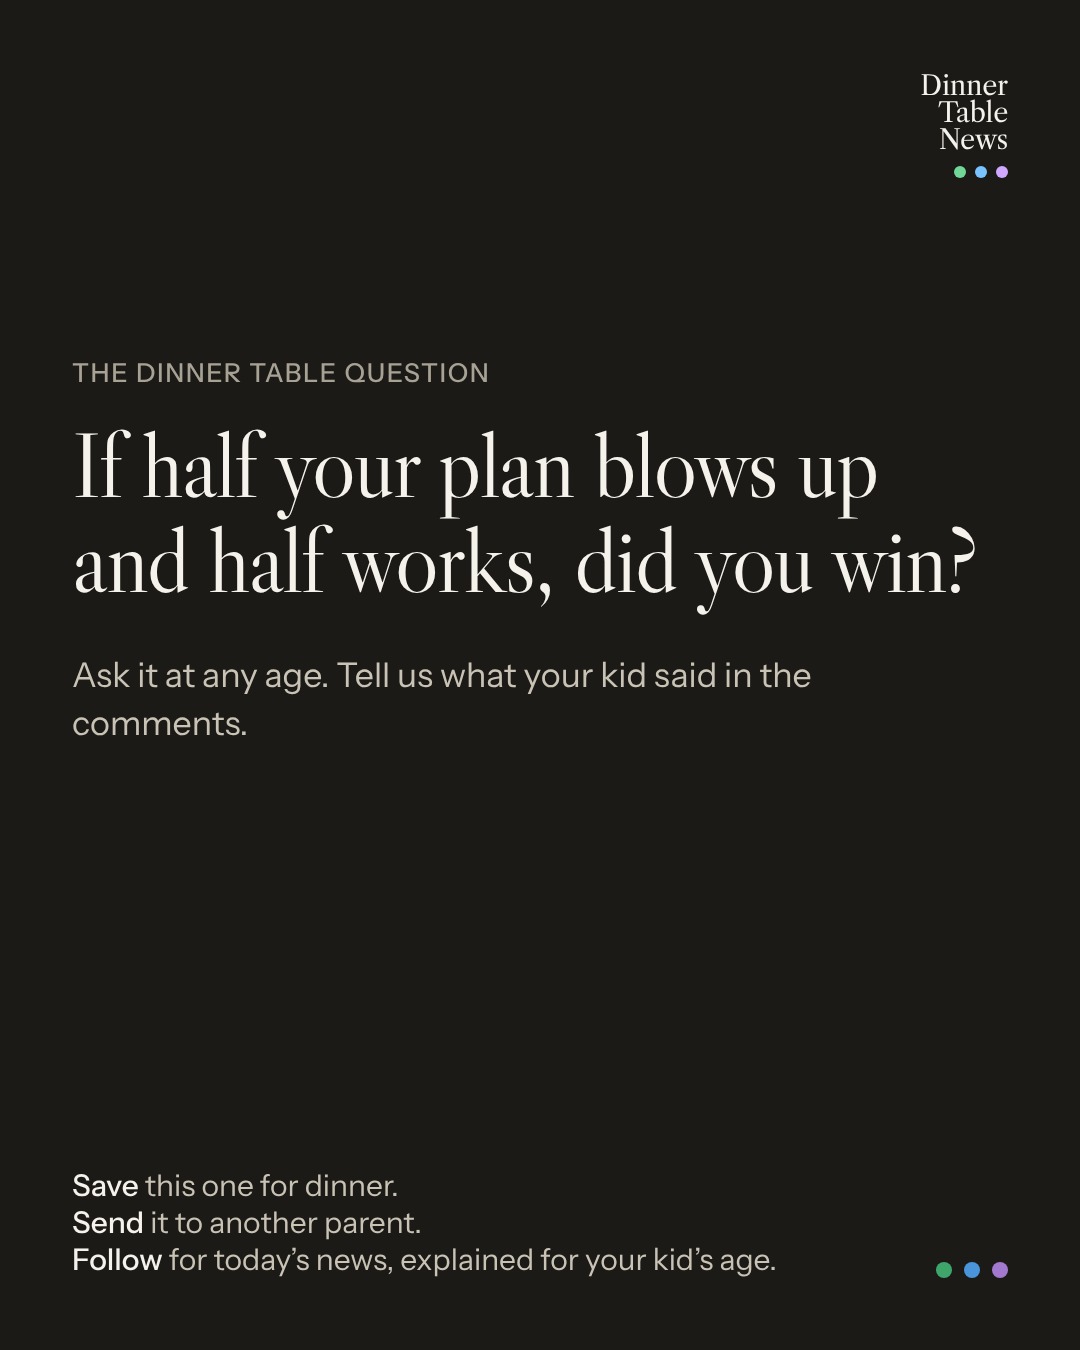 Dinner
Table
News
THE DINNER TABLE QUESTION
If half your plan blows up
and half works, did you win?
Ask it at any age. Tell us what your kid said in the
comments.
Save this one for dinner.
Send it to another parent.
Follow for today’s news, explained for your kid’s age.